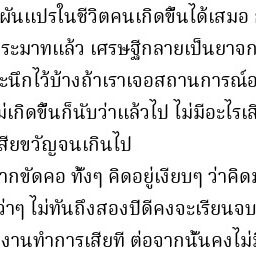 ผันแปรในชีวิตคนเกิดขึ้นได้เสมอ
ระมาทแล้ว เศรษฐีกลายเป็นยาจก
ะนึกไว้บ้างถ้าเราเจอสถานการณ์อ
ม่เกิดขึ้นก็นับว่าแล้วไป ไม่มีอะไรเสี
สียขวัญจนเกินไป
ากขัดคอ ทั้งๆ คิดอยู่เงียบๆ ว่าคิดม
ว่าๆ ไม่ทันถึงสองปีดีคงจะเรียนจบ
งานทำการเสียที ต่อจากนั้นคงไม่มี